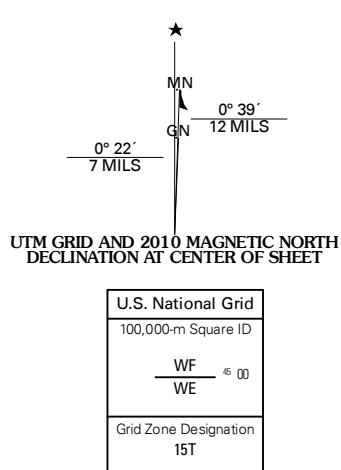 ★
MN
0° 39´
12 MILS
GN
0° 22´
7 MILS
UTM GRID AND 2010 MAGNETIC NORTH
DECLINATION AT CENTER OF SHEET
U.S. National Grid
100,000-m Square ID
WF
45 00
WE
Grid Zone Designation
15T